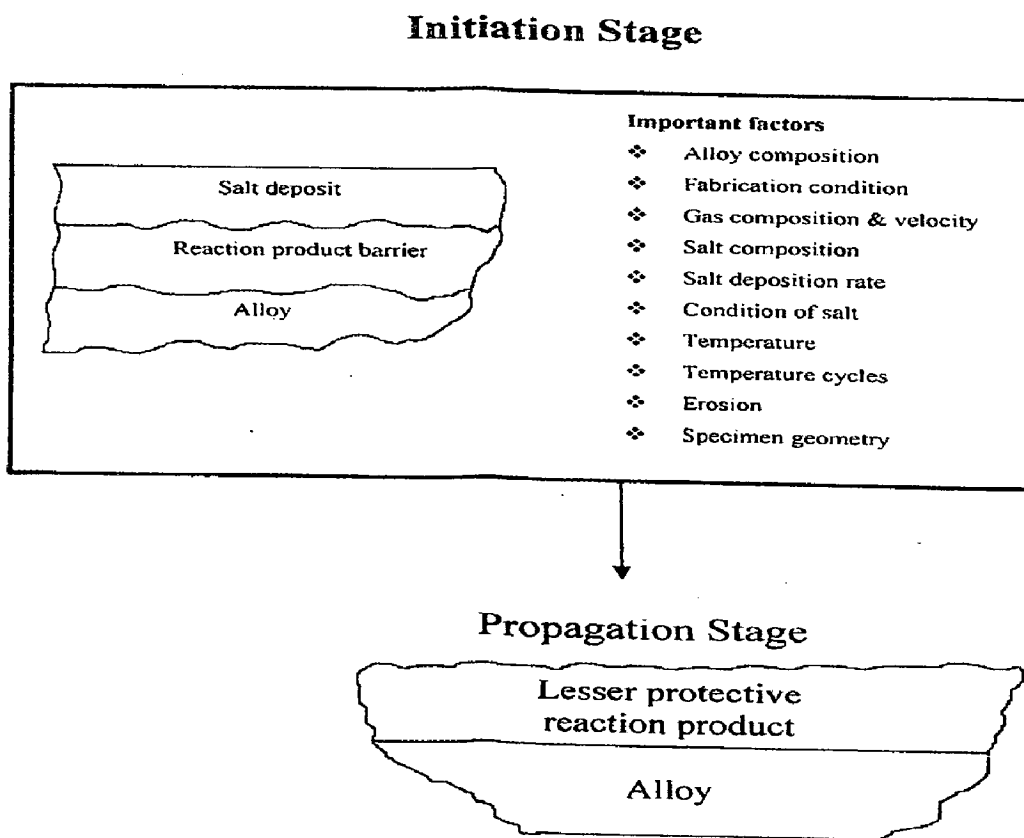 Initiation Stage
Salt deposit
Reaction product barrier
Alloy
Important factors
❖ Alloy composition
❖ Fabrication condition
❖ Gas composition & velocity
❖ Salt composition
❖ Salt deposition rate
❖ Condition of salt
❖ Temperature
❖ Temperature cycles
❖ Erosion
❖ Specimen geometry
Propagation Stage
Lesser protective
reaction product
Alloy